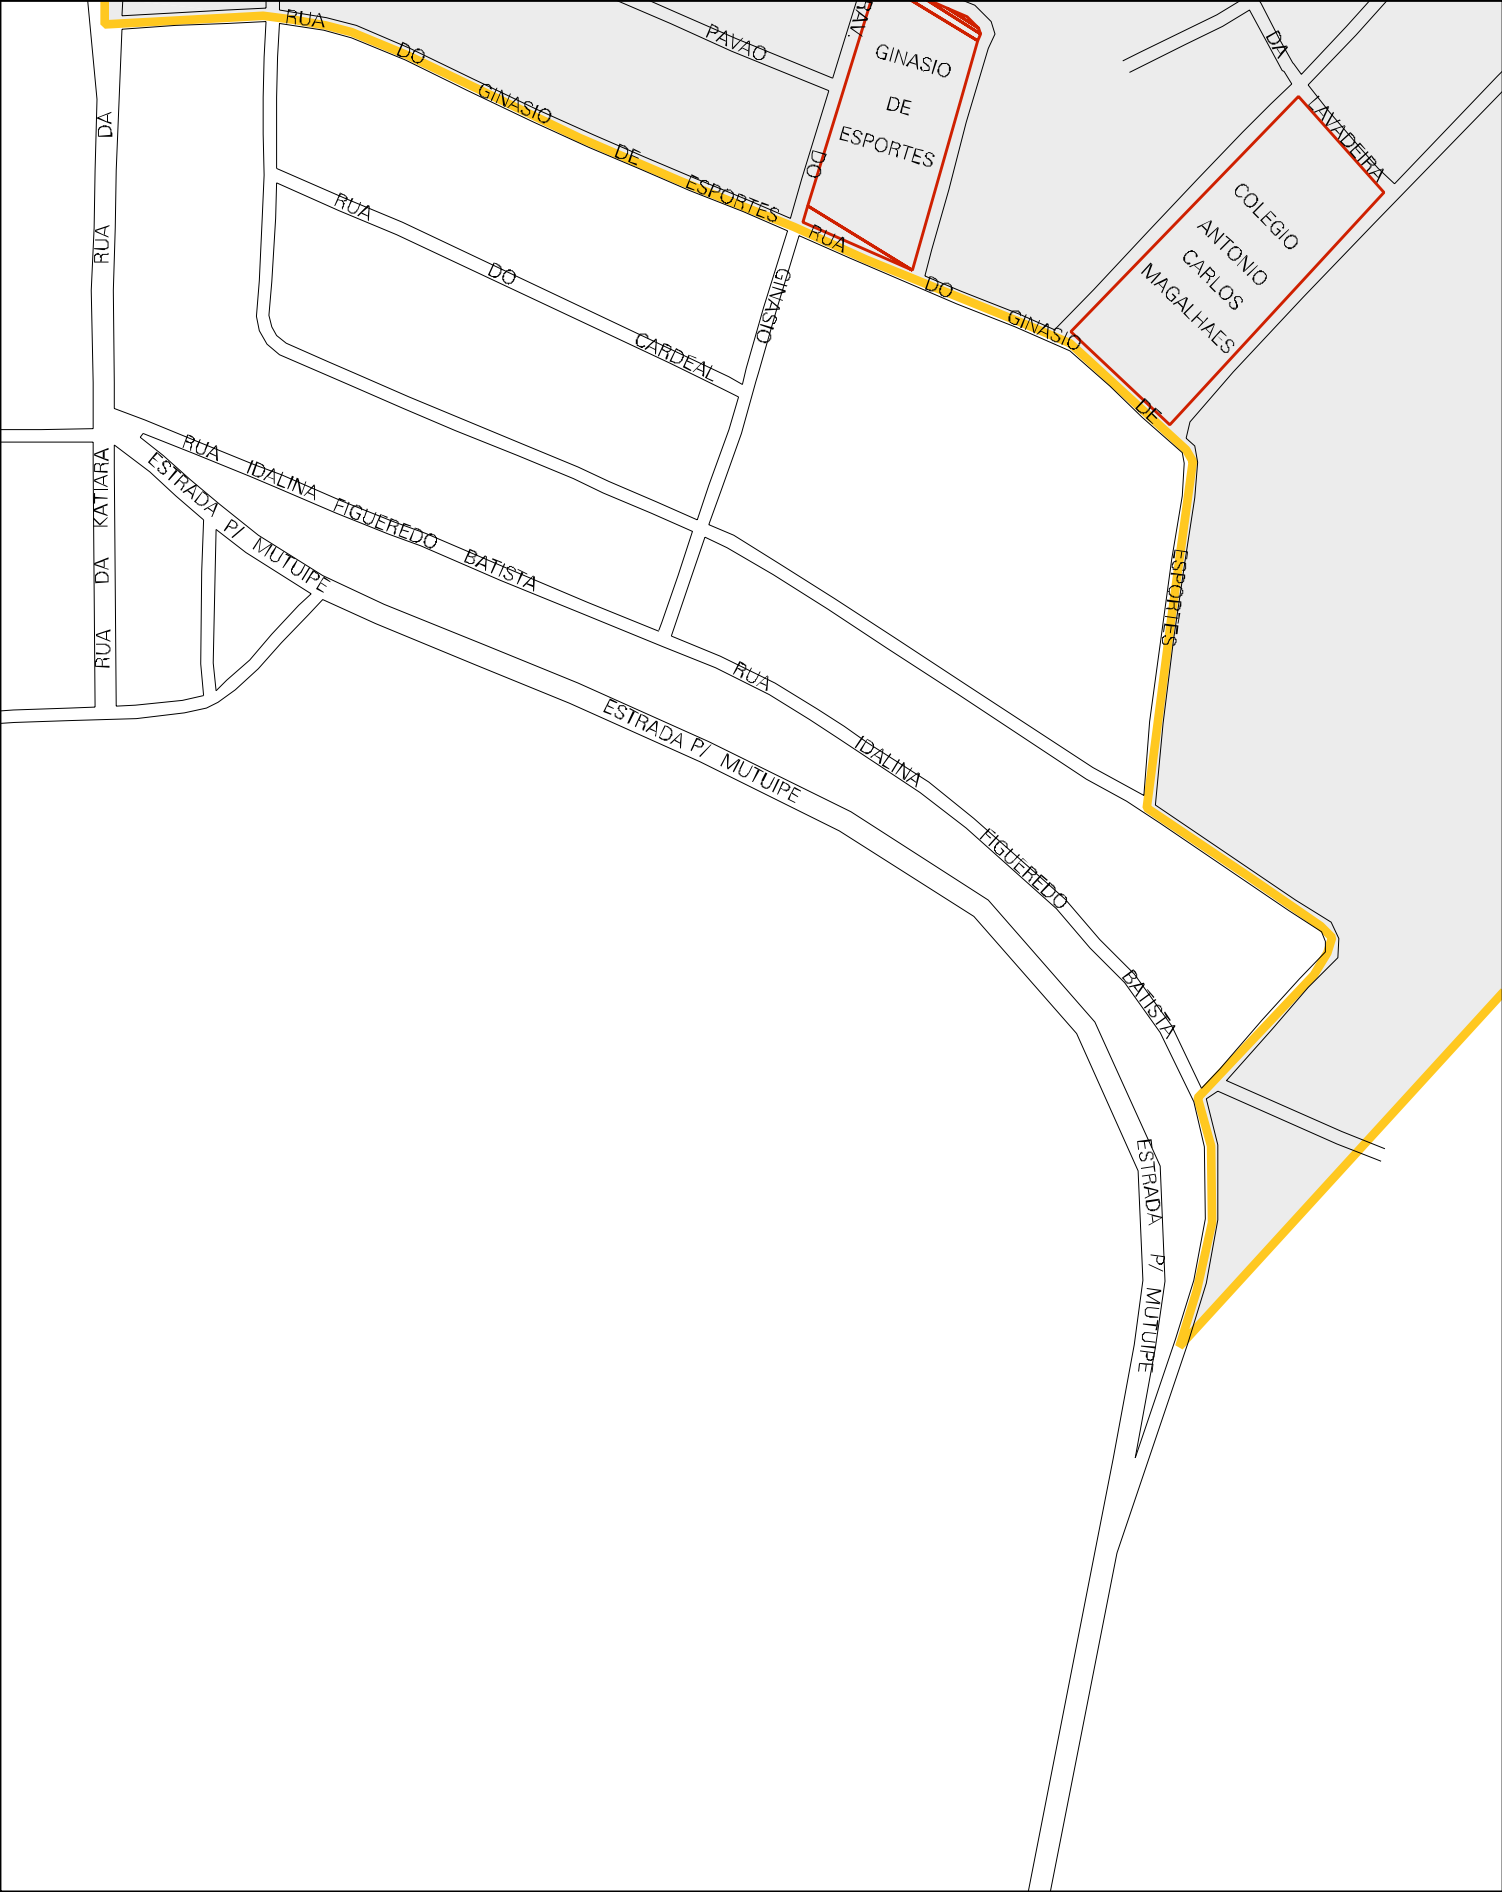 RUA DO GINASIO DE ESPORTES
PAVAO
DO GINASIO
GINASIO
DE
ESPORTES
DA LAVADEIRA
COLEGIO
ANTONIO
CARLOS
MAGALHAES
RUA DA
RUA DO CARDEAL
RUA DO GINASIO DE ESPORTES
RUA DA KATIARA
RUA IDALINA FIGUEREDO BATISTA
ESTRADA P/ MUTUIPE
RUA IDALINA FIGUEREDO BATISTA
ESTRADA P/ MUTUIPE
ESTRADA P/ MUTUIPE